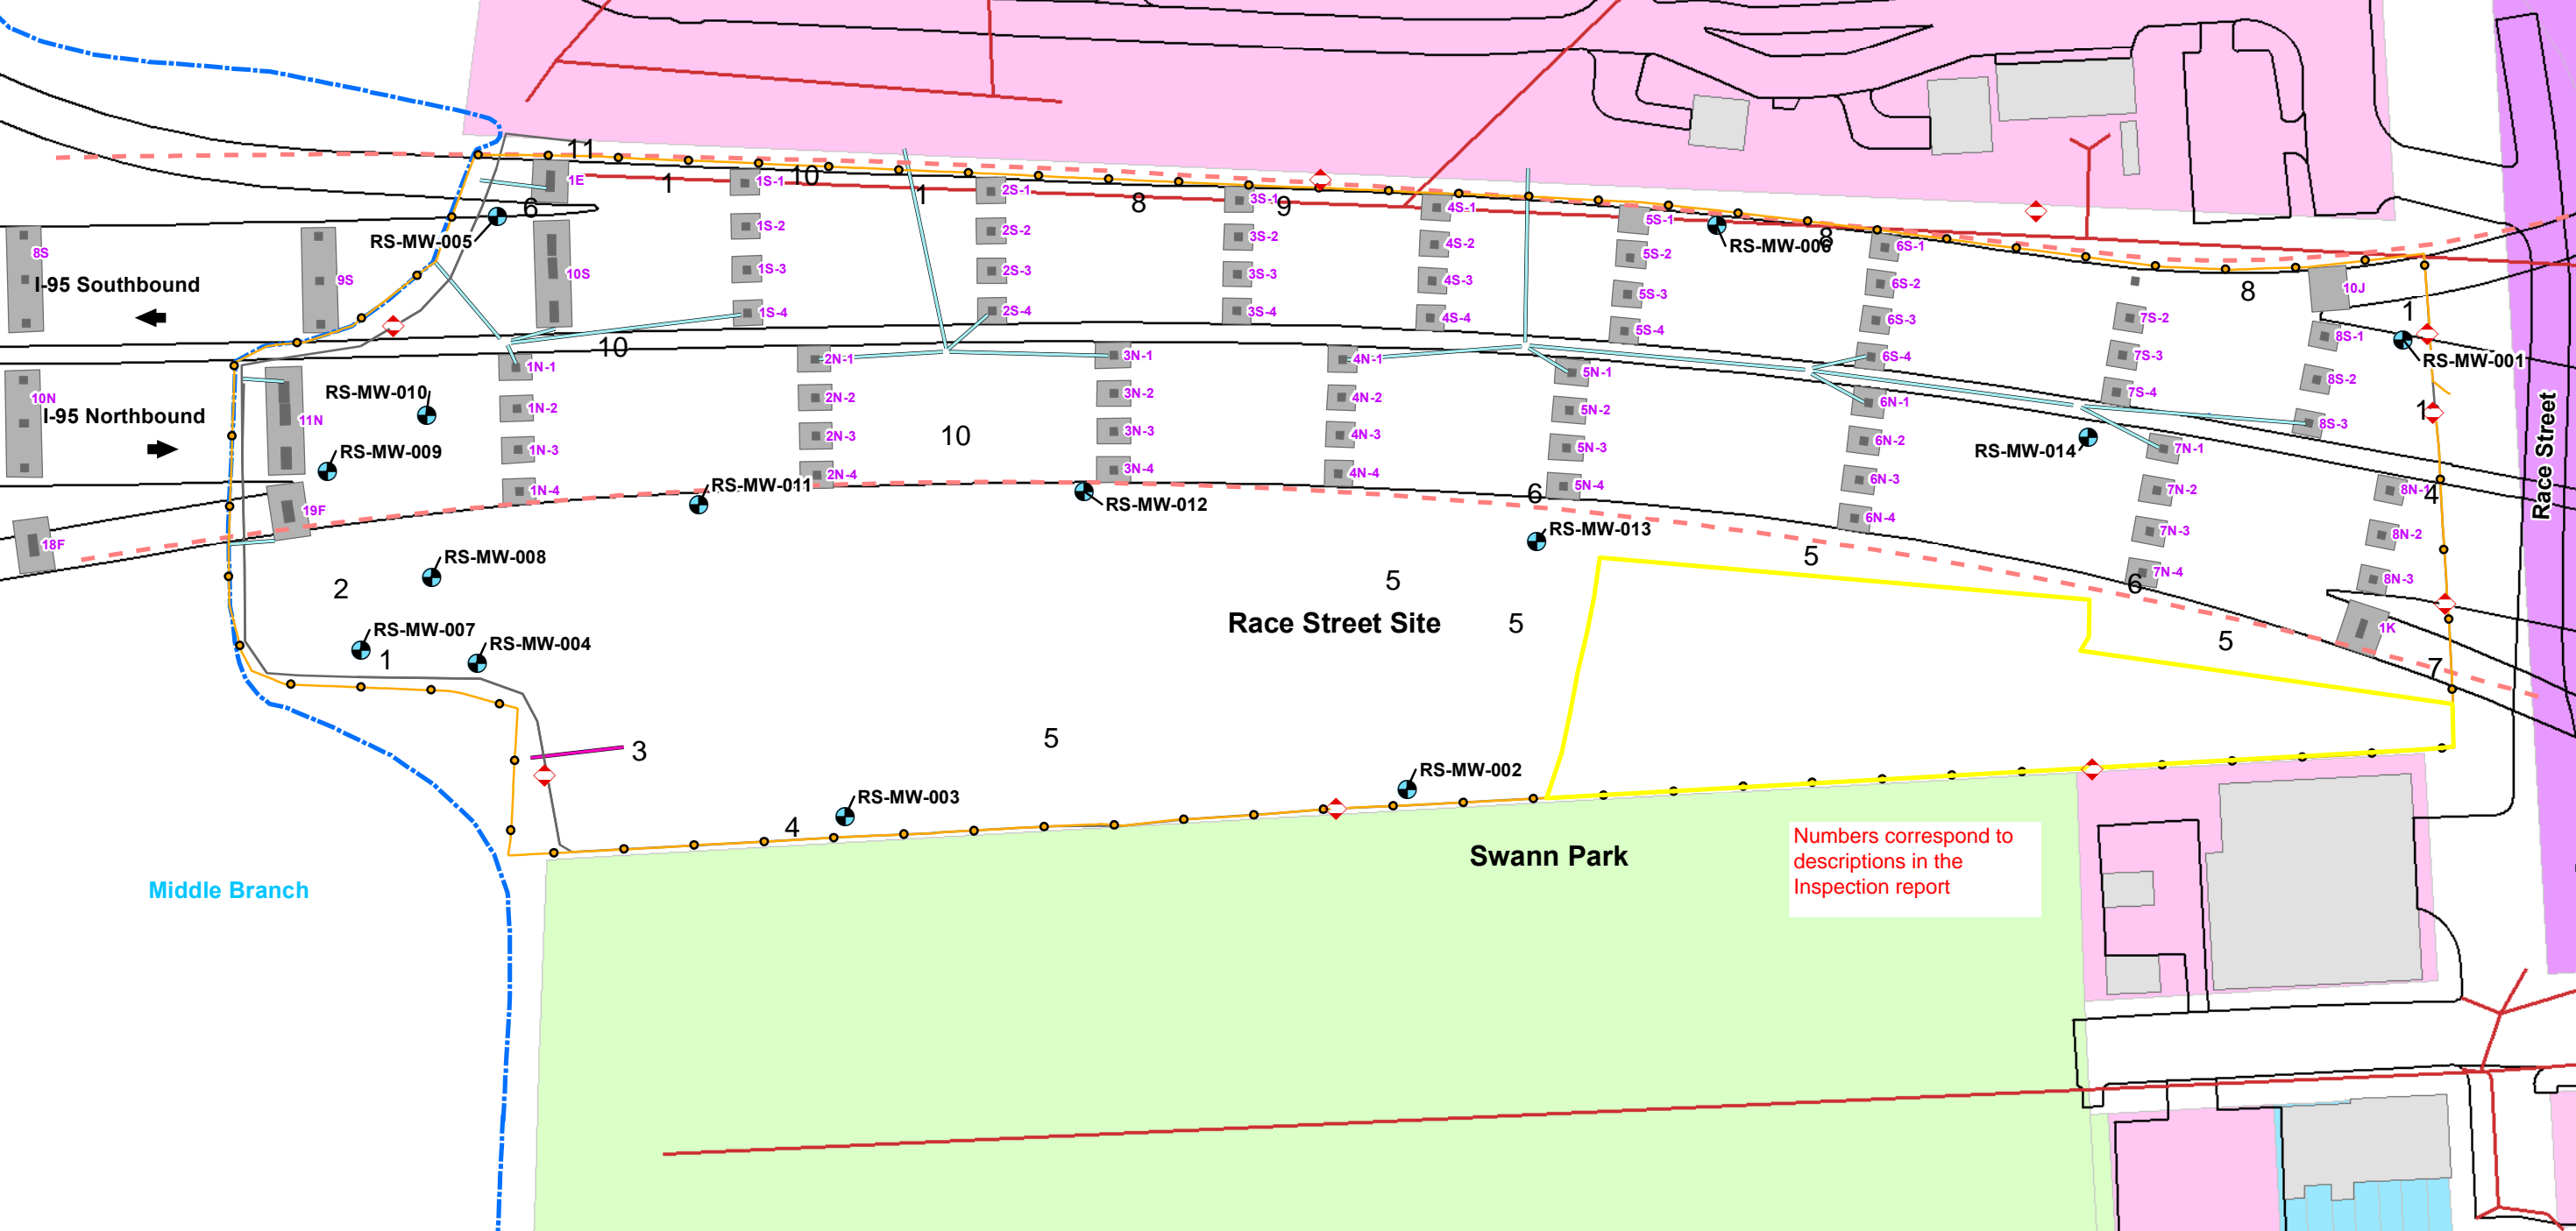 11
1E
1
1S-1
10
1
2S-1
8
3S-1
9
4S-1
5S-1
6
RS-MW-005
1S-2
2S-2
3S-2
4S-2
5S-2
RS-MW-006
8
6S-1
8S
9S
10S
1S-3
2S-3
3S-3
4S-3
5S-3
6S-2
8
10J
I-95 Southbound
1S-4
2S-4
3S-4
4S-4
5S-4
6S-3
7S-2
1
8S-1
10
1N-1
2N-1
3N-1
4N-1
5N-1
6S-4
7S-3
RS-MW-001
10N
RS-MW-010
11N
1N-2
2N-2
3N-2
4N-2
5N-2
6N-1
7S-4
8S-2
I-95 Northbound
10
1
8S-3
RS-MW-009
1N-3
2N-3
3N-3
4N-3
5N-3
6N-2
RS-MW-014
7N-1
Race Street
1N-4
RS-MW-011
2N-4
3N-4
4N-4
5N-4
6
6N-3
7N-2
8N-1
4
19F
RS-MW-012
RS-MW-013
6N-4
7N-3
8N-2
18F
RS-MW-008
2
5
5
7N-4
6
8N-3
Race Street Site
5
5
1K
RS-MW-007
1
RS-MW-004
7
5
3
RS-MW-002
RS-MW-003
4
Swann Park
Numbers correspond to
descriptions in the
Inspection report
Middle Branch